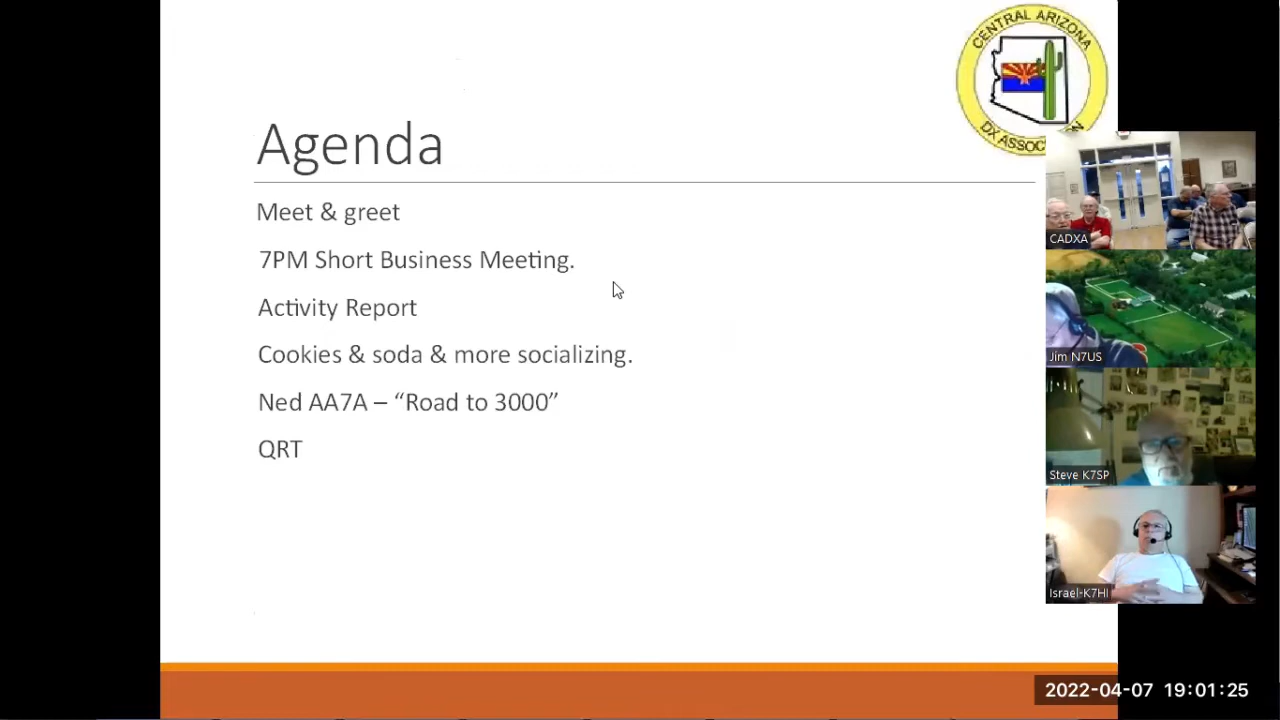 CENTRAL ARIZONA
DX ASSOC
Agenda
Meet & greet
7PM Short Business Meeting.
Activity Report
Cookies & soda & more socializing.
Ned AA7A – “Road to 3000”
QRT
CADXA
Jim N7US
Steve K7SP
Israel-K7HI
2022-04-07 19:01:25